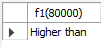 f1(80000)
Higher than